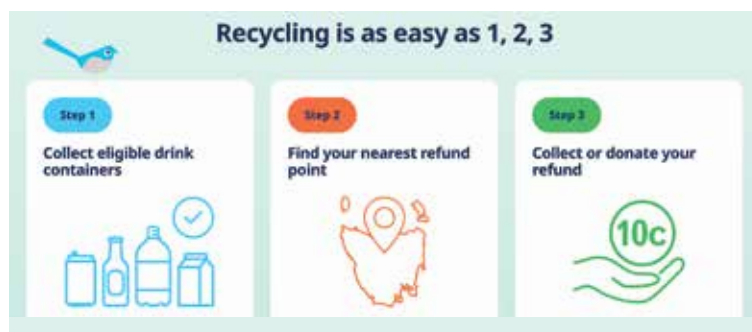 Recycling is as easy as 1, 2, 3
Step 1
Collect eligible drink
containers
Step 2
Find your nearest refund
point
Step 3
Collect or donate your
refund
10c